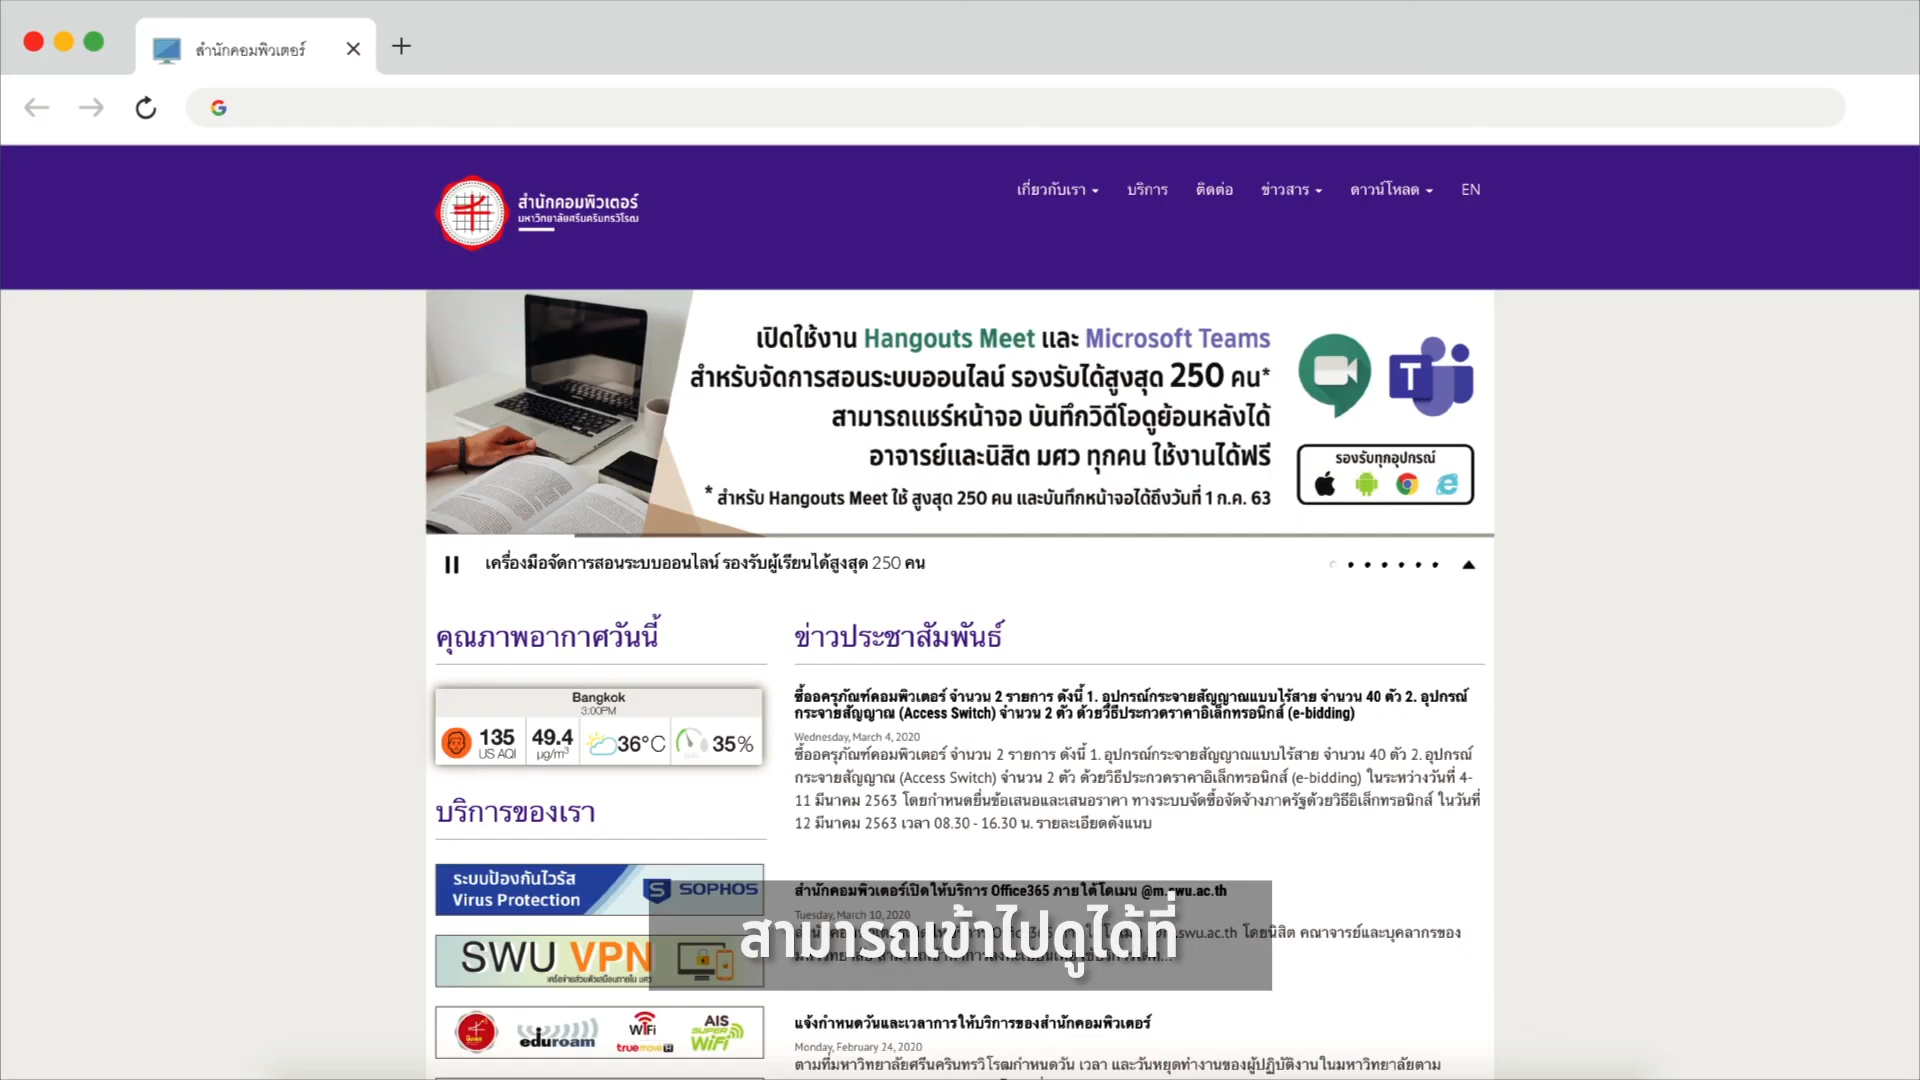 สำนักคอมพิวเตอร์
สำนักคอมพิวเตอร์
มหาวิทยาลัยศรีนครินทรวิโรฒ
เกี่ยวกับเรา บริการ ติดต่อ ข่าวสาร ดาวน์โหลด EN
เปิดใช้งาน Hangouts Meet และ Microsoft Teams
สำหรับจัดการสอนระบบออนไลน์ รองรับได้สูงสุด 250 คน*
สามารถแชร์หน้าจอ บันทึกวิดีโอดูย้อนหลังได้
อาจารย์และนิสิต มศว ทุกคน ใช้งานได้ฟรี
* สำหรับ Hangouts Meet ใช้ สูงสุด 250 คน และบันทึกหน้าจอได้ถึงวันที่ 1 ก.ค. 63
T
รองรับทุกอุปกรณ์
เครื่องมือจัดการสอนระบบออนไลน์ รองรับผู้เรียนได้สูงสุด 250 คน
คุณภาพอากาศวันนี้
Bangkok
3:00PM
135 49.4 36°C 35%
US AQI µg/m³
บริการของเรา
ระบบป้องกันไวรัส
Virus Protection
S SOPHOS
SWU VPN
เครือข่ายส่วนตัวเสมือนภายใน มศว
eduroam
WiFi
truemove H
AIS
SUPER
WiFi
ข่าวประชาสัมพันธ์
ซื้ออครุภัณฑ์คอมพิวเตอร์ จำนวน 2 รายการ ดังนี้ 1. อุปกรณ์กระจายสัญญาณแบบไร้สาย จำนวน 40 ตัว 2. อุปกรณ์
กระจายสัญญาณ (Access Switch) จำนวน 2 ตัว ด้วยวิธีประกวดราคาอิเล็กทรอนิกส์ (e-bidding)
Wednesday, March 4, 2020
ซื้ออครุภัณฑ์คอมพิวเตอร์ จำนวน 2 รายการ ดังนี้ 1. อุปกรณ์กระจายสัญญาณแบบไร้สาย จำนวน 40 ตัว 2. อุปกรณ์
กระจายสัญญาณ (Access Switch) จำนวน 2 ตัว ด้วยวิธีประกวดราคาอิเล็กทรอนิกส์ (e-bidding) ในระหว่างวันที่ 4-
11 มีนาคม 2563 โดยกำหนดยื่นข้อเสนอและเสนอราคา ทางระบบจัดซื้อจัดจ้างภาครัฐด้วยวิธีอิเล็กทรอนิกส์ ในวันที่
12 มีนาคม 2563 เวลา 08.30 - 16.30 น. รายละเอียดดังแนบ
สำนักคอมพิวเตอร์เปิดให้บริการ Office365 ภายใต้โดเมน @m.swu.ac.th
Tuesday, March 10, 2020
.swu.ac.th โดยนิสิต คณาจารย์และบุคลากรของ
สามารถเข้าไปดูได้ที่
แจ้งกำหนดวันและเวลาการให้บริการของสำนักคอมพิวเตอร์
Monday, February 24, 2020
ตามที่มหาวิทยาลัยศรีนครินทรวิโรฒกำหนดวัน เวลา และวันหยุดทำงานของผู้ปฏิบัติงานในมหาวิทยาลัยตาม